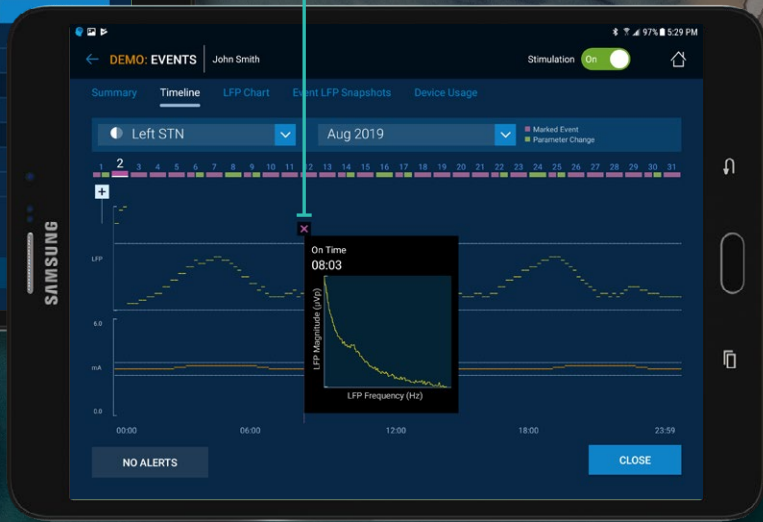 97% 5:29 PM
DEMO: EVENTS John Smith Stimulation On
Summary Timeline LFP Chart Event LFP Snapshots Device Usage
Left STN Aug 2019 Marked Event
Parameter Change
1 2 3 4 5 6 7 8 9 10 11 12 13 14 15 16 17 18 19 20 21 22 23 24 25 26 27 28 29 30 31
SAMSUNG
On Time
08:03
LFP
LFP Magnitude (µVp)
LFP Frequency (Hz)
6.0
mA
0.0
00:00 06:00 12:00 18:00 23:59
NO ALERTS CLOSE